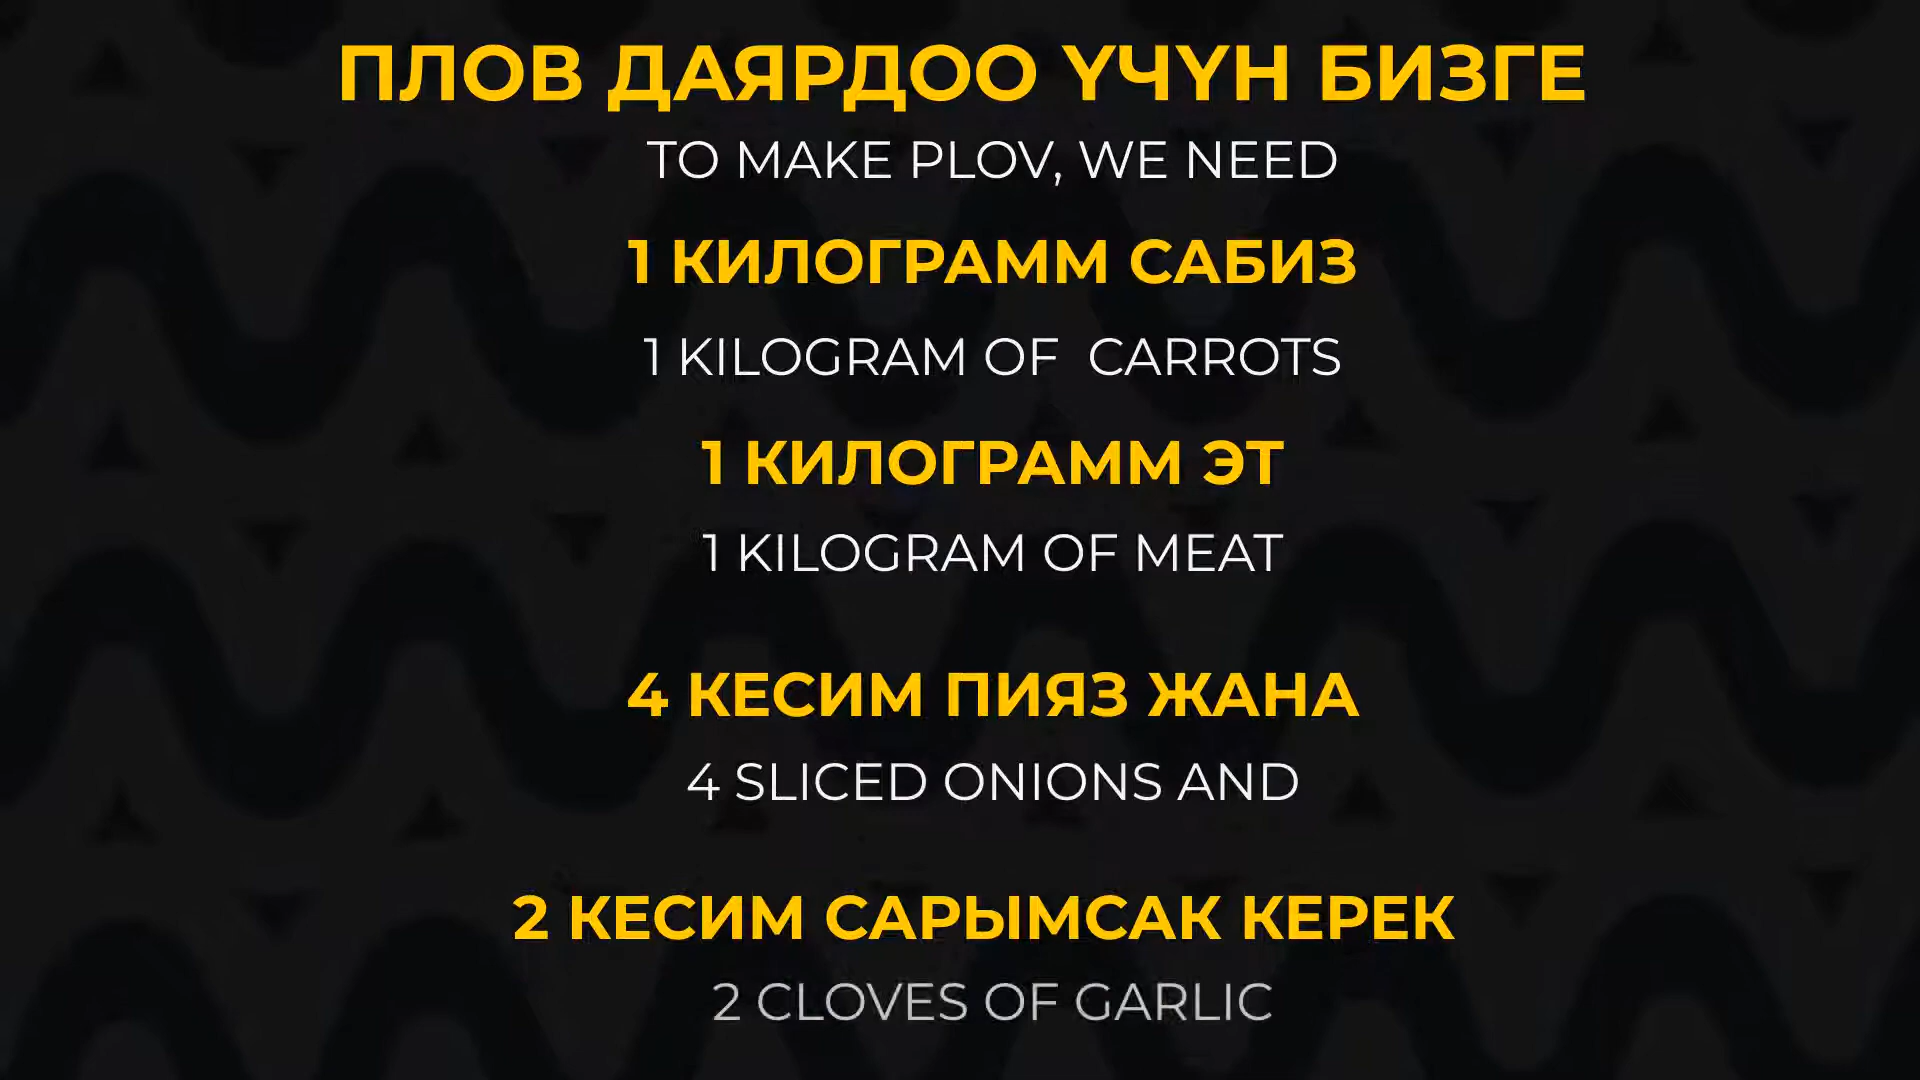 ПЛОВ ДАЯРДОО ҮЧҮН БИЗГЕ
TO MAKE PLOV, WE NEED
1 КИЛОГРАММ САБИЗ
1 KILOGRAM OF CARROTS
1 КИЛОГРАММ ЭТ
1 KILOGRAM OF MEAT
4 КЕСИМ ПИЯЗ ЖАНА
4 SLICED ONIONS AND
2 КЕСИМ САРЫМСАК КЕРЕК
2 CLOVES OF GARLIC